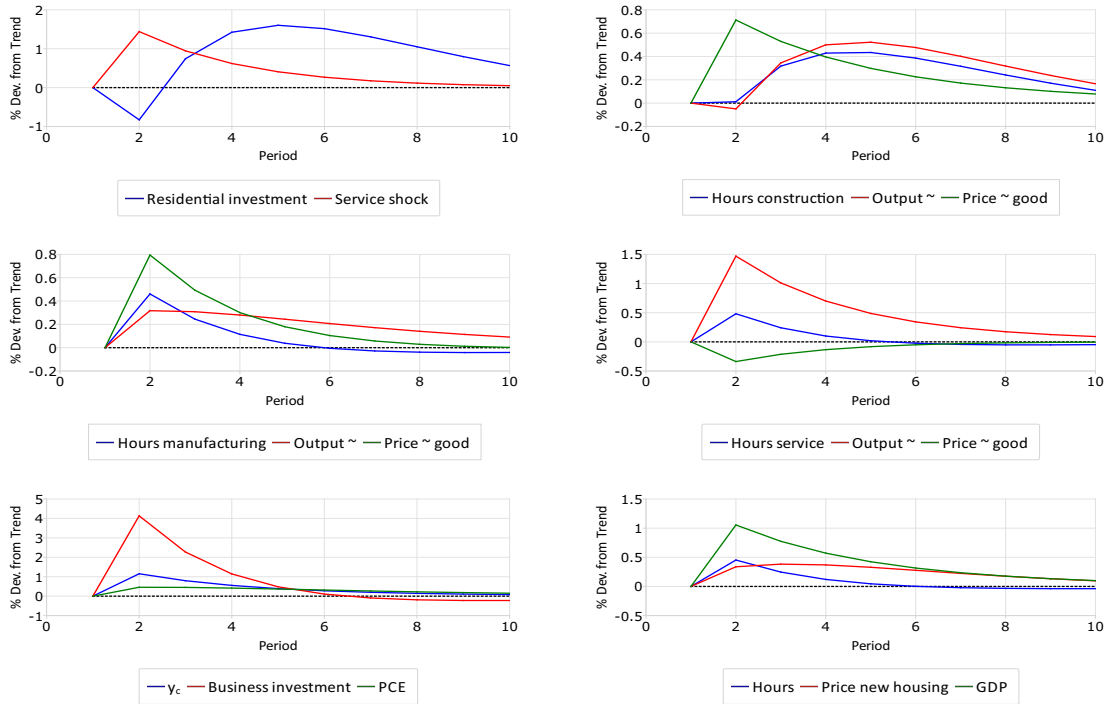 2
1
0
-1
% Dev. from Trend
0 2 4 6 8 10
Period
Residential investment Service shock
0.8
0.6
0.4
0.2
0
-0.2
% Dev. from Trend
0 2 4 6 8 10
Period
Hours construction Output ~ Price ~ good
0.8
0.6
0.4
0.2
0
-0.2
% Dev. from Trend
0 2 4 6 8 10
Period
Hours manufacturing Output ~ Price ~ good
1.5
1
0.5
0
-0.5
% Dev. from Trend
0 2 4 6 8 10
Period
Hours service Output ~ Price ~ good
5
4
3
2
1
0
-1
% Dev. from Trend
0 2 4 6 8 10
Period
y_c Business investment PCE
1.5
1
0.5
0
-0.5
% Dev. from Trend
0 2 4 6 8 10
Period
Hours Price new housing GDP